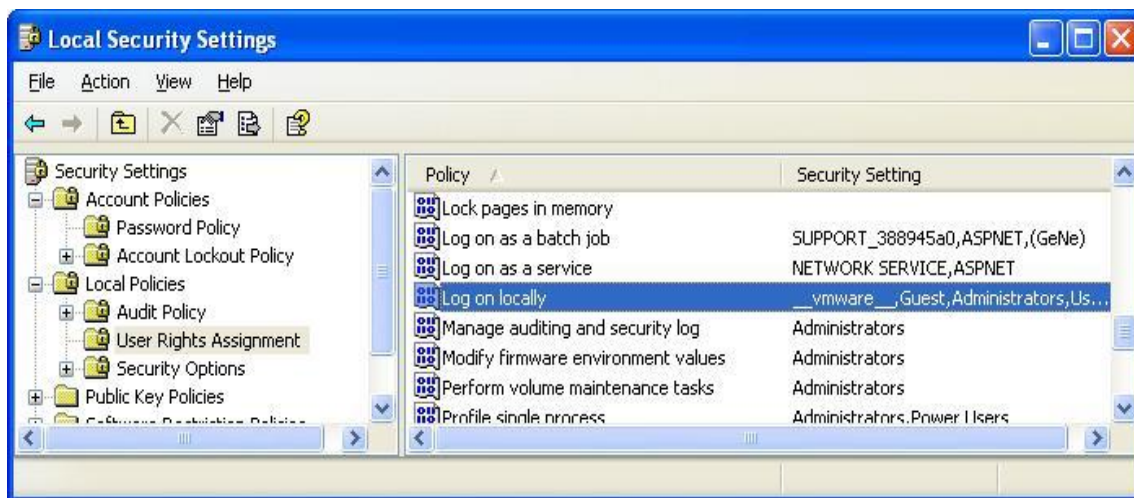 Local Security Settings
File Action View Help
Security Settings
Account Policies
Password Policy
Account Lockout Policy
Local Policies
Audit Policy
User Rights Assignment
Security Options
Public Key Policies
Software Restriction Policies
Policy Security Setting
Lock pages in memory
Log on as a batch job SUPPORT_388945a0,ASPNET,(GeNe)
Log on as a service NETWORK SERVICE,ASPNET
Log on locally __vmware__,Guest,Administrators,Us...
Manage auditing and security log Administrators
Modify firmware environment values Administrators
Perform volume maintenance tasks Administrators
Profile single process Administrators,Power Users